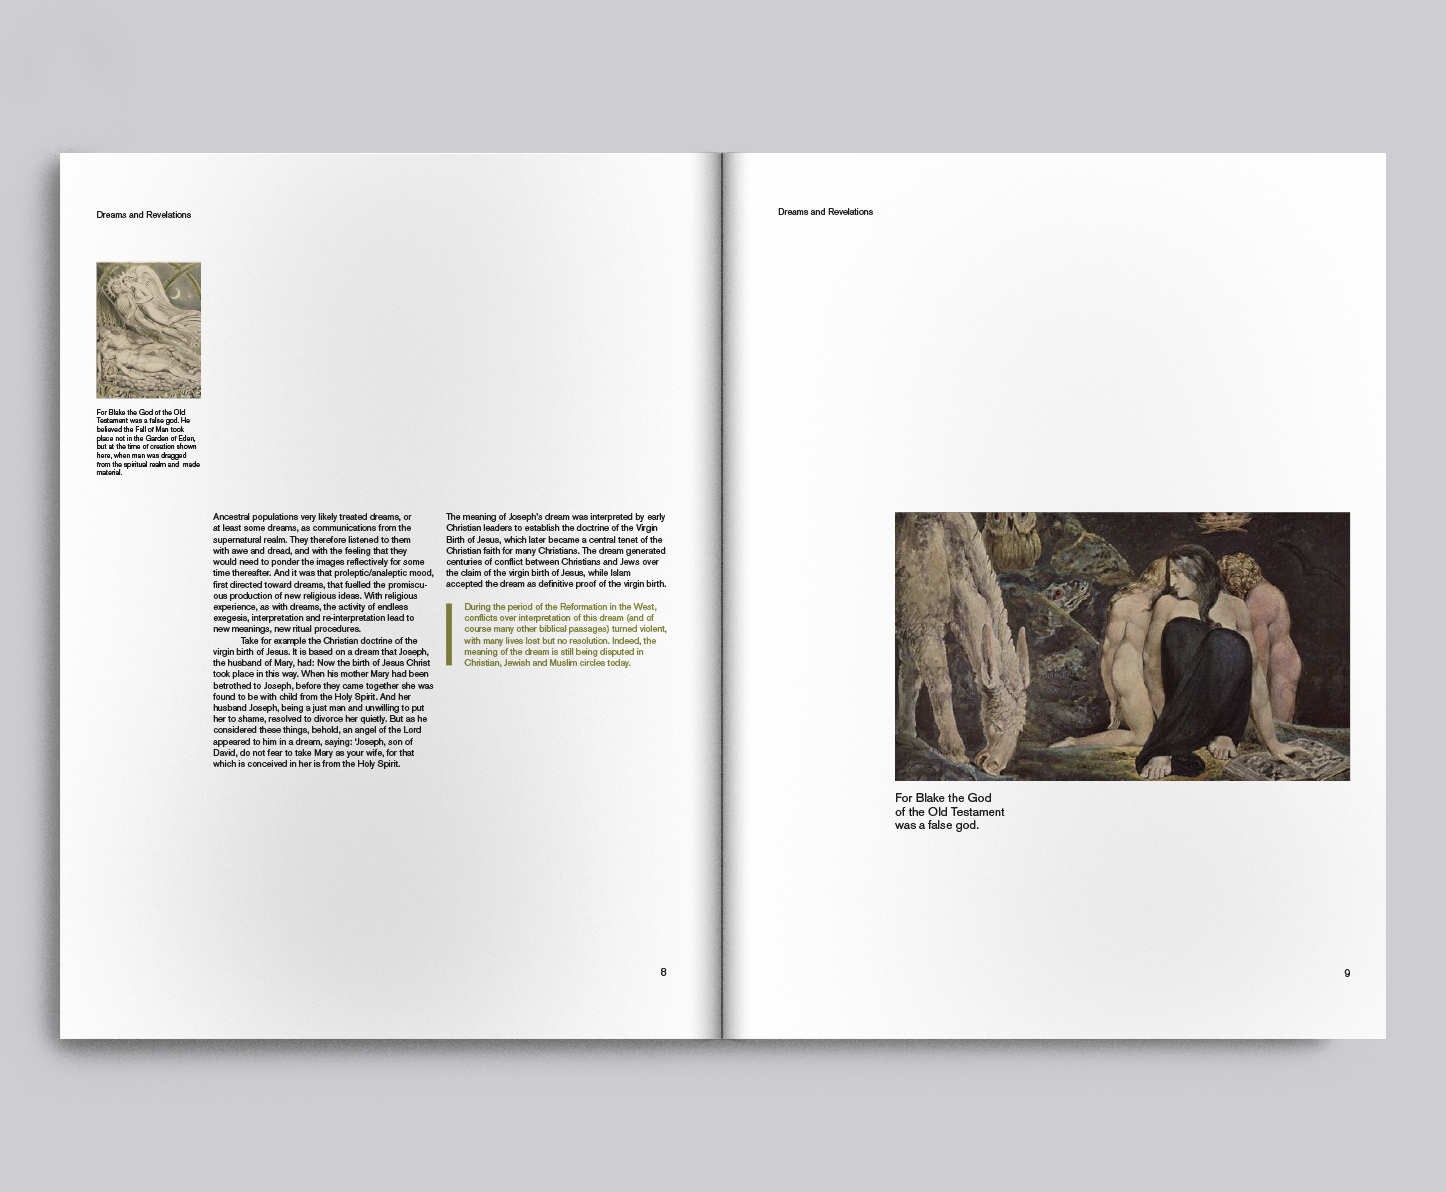 Dreams and Revelations
For Blake the God of the Old
Testament was a false god. He
believed the Fall of Man took
place not in the Garden of Eden,
but at the time of creation shown
here, when man was dragged
from the spiritual realm and  made
material.
Ancestral populations very likely treated dreams, or
at least some dreams, as communications from the
supernatural realm. They therefore listened to them
with awe and dread, and with the feeling that they
would need to ponder the images reflectively for some
time thereafter. And it was that proleptic/analeptic mood,
first directed toward dreams, that fuelled the promiscu-
ous production of new religious ideas. With religious
experience, as with dreams, the activity of endless
exegesis, interpretation and re-interpretation lead to
new meanings, new ritual procedures.
Take for example the Christian doctrine of the
virgin birth of Jesus. It is based on a dream that Joseph,
the husband of Mary, had: Now the birth of Jesus Christ
took place in this way. When his mother Mary had been
betrothed to Joseph, before they came together she was
found to be with child from the Holy Spirit. And her
husband Joseph, being a just man and unwilling to put
her to shame, resolved to divorce her quietly. But as he
considered these things, behold, an angel of the Lord
appeared to him in a dream, saying: 'Joseph, son of
David, do not fear to take Mary as your wife, for that
which is conceived in her is from the Holy Spirit.
The meaning of Joseph's dream was interpreted by early
Christian leaders to establish the doctrine of the Virgin
Birth of Jesus, which later became a central tenet of the
Christian faith for many Christians. The dream generated
centuries of conflict between Christians and Jews over
the claim of the virgin birth of Jesus, while Islam
accepted the dream as definitive proof of the virgin birth.
During the period of the Reformation in the West,
conflicts over interpretation of this dream (and of
course many other biblical passages) turned violent,
with many lives lost but no resolution. Indeed, the
meaning of the dream is still being disputed in
Christian, Jewish and Muslim circles today.
8
Dreams and Revelations
For Blake the God
of the Old Testament
was a false god.
9